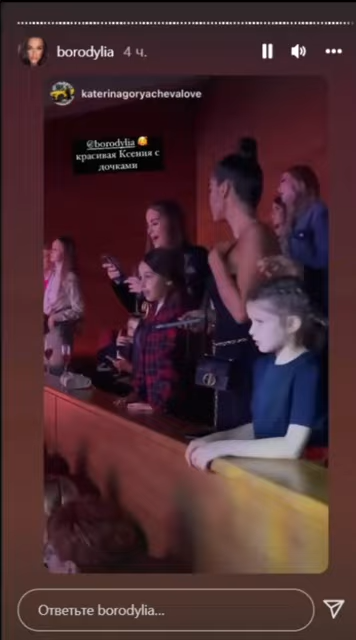 borodylia 4 ч.
katerinagoryachevalove
@borodylia 🥰
красивая Ксения с
дочками
Ответьте borodylia...